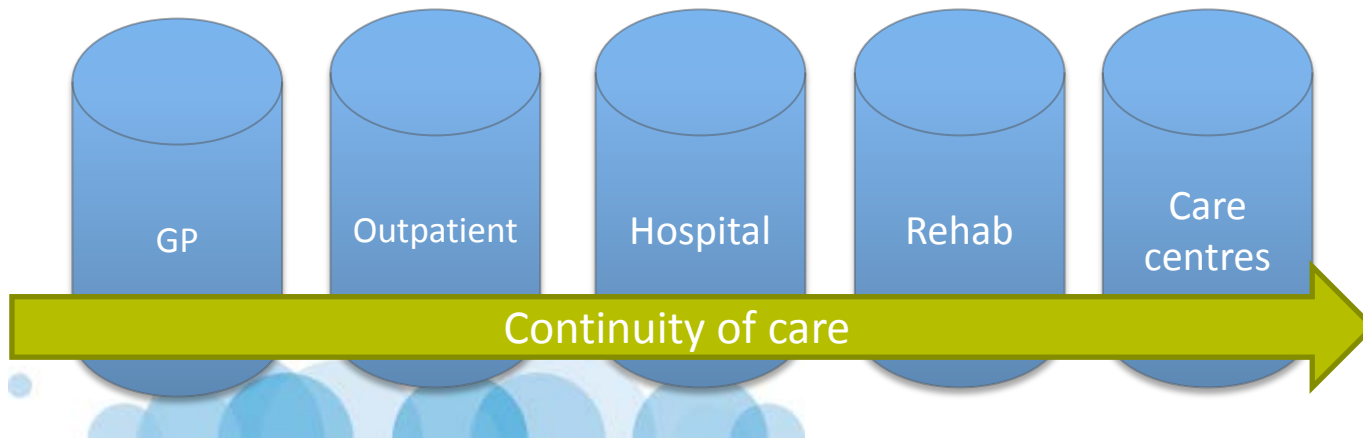 GP
Outpatient
Hospital
Rehab
Care
centres
Continuity of care